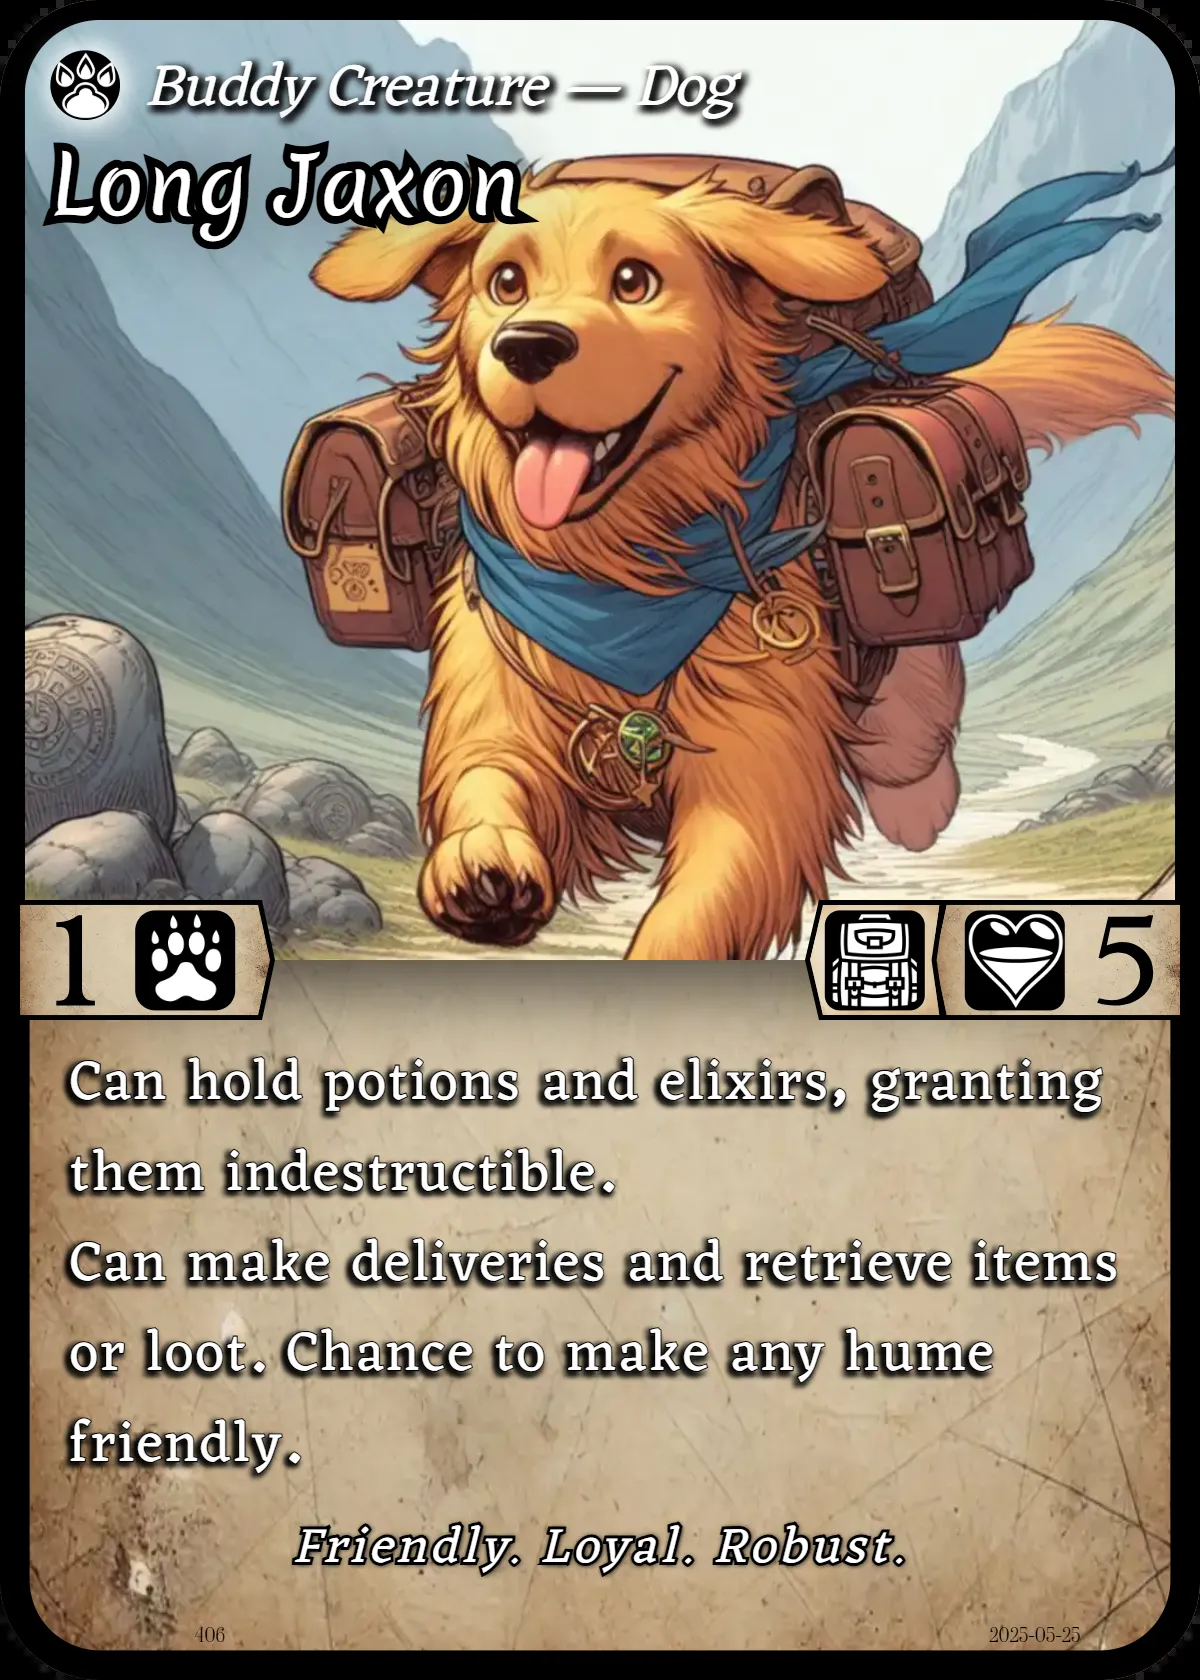 Buddy Creature — Dog
Long Jaxon
1
5
Can hold potions and elixirs, granting
them indestructible.
Can make deliveries and retrieve items
or loot. Chance to make any hume
friendly.
Friendly. Loyal. Robust.
406
2025-05-25